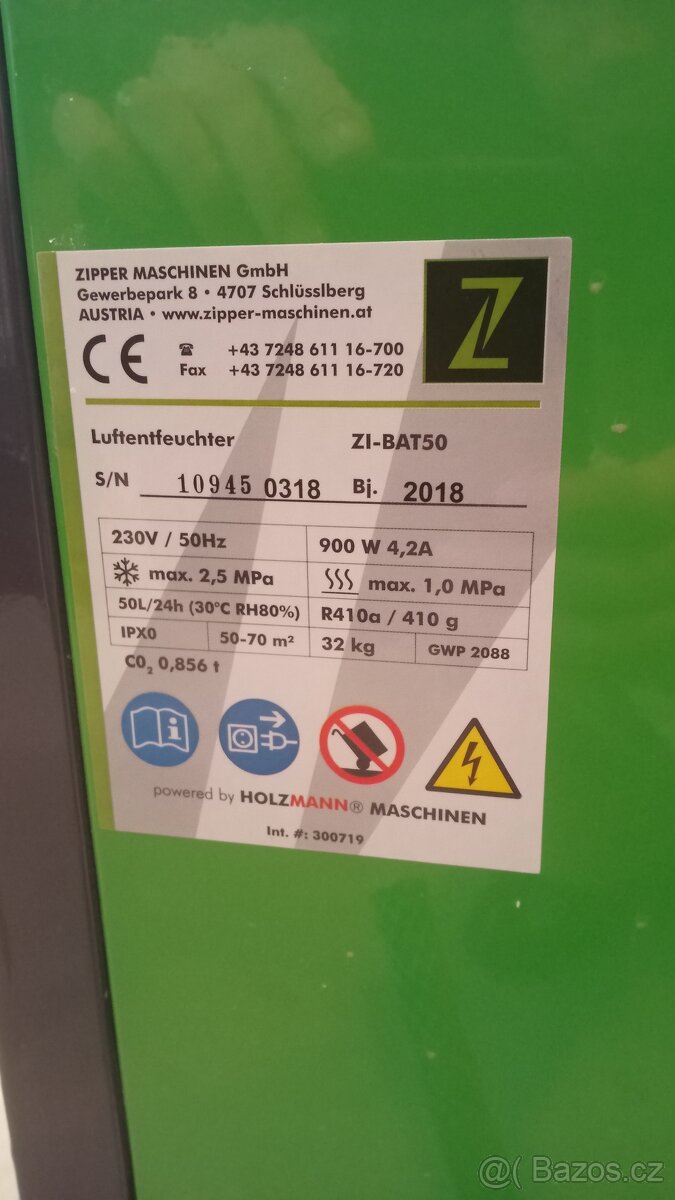 ZIPPER MASCHINEN GmbH
Gewerbepark 8 • 4707 Schlüsslberg
AUSTRIA • www.zipper-maschinen.at
CE ☎ +43 7248 611 16-700
Fax +43 7248 611 16-720
Z
Luftentfeuchter ZI-BAT50
S/N 10945 0318 Bj. 2018
230V / 50Hz 900 W 4,2A
max. 2,5 MPa max. 1,0 MPa
50L/24h (30°C RH80%) R410a / 410 g
IPX0 50-70 m² 32 kg GWP 2088
C0₂ 0,856 t
i
powered by HOLZMANN® MASCHINEN
Int. #: 300719
@( Bazos.cz